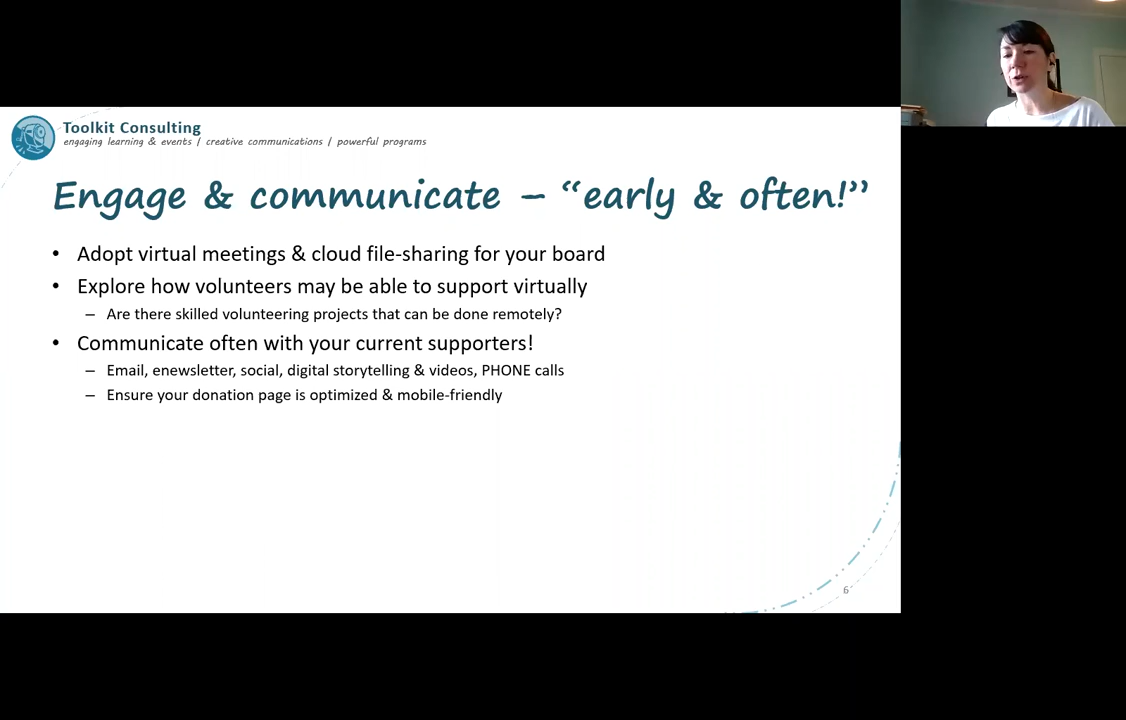 Toolkit Consulting
engaging learning & events / creative communications / powerful programs
Engage & communicate – “early & often!”
• Adopt virtual meetings & cloud file-sharing for your board
• Explore how volunteers may be able to support virtually
– Are there skilled volunteering projects that can be done remotely?
• Communicate often with your current supporters!
– Email, enewsletter, social, digital storytelling & videos, PHONE calls
– Ensure your donation page is optimized & mobile-friendly
6